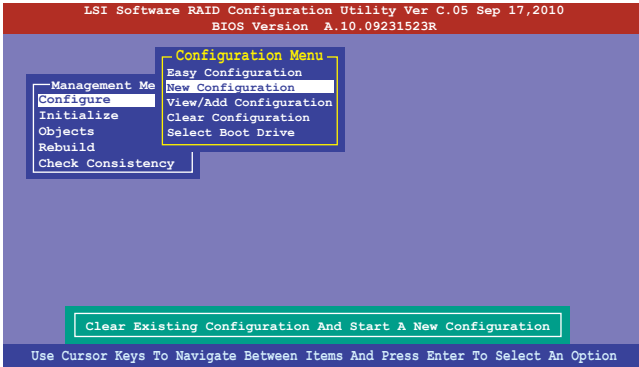 LSI Software RAID Configuration Utility Ver C.05 Sep 17,2010
BIOS Version A.10.09231523R
Configuration Menu
Easy Configuration
New Configuration
View/Add Configuration
Clear Configuration
Select Boot Drive
Management Me
Configure
Initialize
Objects
Rebuild
Check Consistency
Clear Existing Configuration And Start A New Configuration
Use Cursor Keys To Navigate Between Items And Press Enter To Select An Option